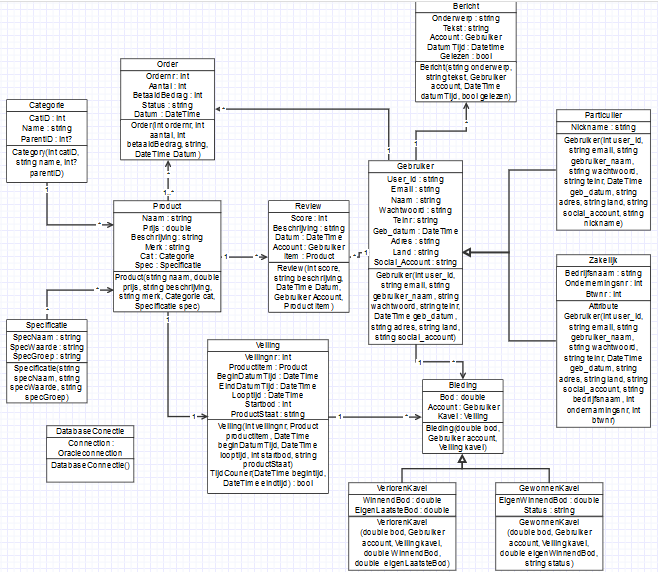 Bericht
Onderwerp : string
Tekst : string
Account : Gebruiker
DatumTijd : Datetime
Gelezen : bool
Bericht(string onderwerp,
string tekst, Gebruiker
account, DateTime
datumTijd, bool gelezen)
Order
Ordernr : int
Aantal : int
BetaaldBedrag : int
Status : string
Datum : DateTime
Order(int ordernr, int
aantal, int
betaaldBedrag, string,
DateTime Datum)
Categorie
CatID : int
Name : string
ParentID : int?
Category(int catID,
string name, int?
parentID)
Particulier
Nickname : string
Gebruiker(int user_id,
string email, string
gebruiker_naam,
string wachtwoord,
string telnr, DateTime
geb_datum, string
adres, string land, string
social_account, string
nickname)
Gebruiker
User_id : string
Email : string
Naam : string
Wachtwoord : string
Telnr : string
Geb_datum : DateTime
Adres : string
Land : string
Social_Account : string
Gebruiker(int user_id,
string email, string
gebruiker_naam, string
wachtwoord, string telnr,
DateTime geb_datum,
string adres, string land,
string social_account)
Product
Naam : string
Prijs : double
Beschrijving : string
Merk : string
Cat : Categorie
Spec : Specificatie
Product(string naam, double
prijs, string beschrijving,
string merk, Categorie cat,
Specificatie spec)
Review
Score : int
Beschrijving : string
Datum : DateTime
Account : Gebruiker
Item : Product
Review(int score,
string beschrijving,
DateTime Datum,
Gebruiker Account,
Product item)
Zakelijk
Bedrijfsnaam : string
Ondernemingsnr : int
Btwnr : int
Attribute
Gebruiker(int user_id,
string email, string
gebruiker_naam,
string wachtwoord,
string telnr, DateTime
geb_datum, string
adres, string land, string
social_account, string
bedrijfsnaam, int
ondernamingsnr, int
btwnr)
Specificatie
SpecNaam : string
SpecWaarde : string
SpecGroep : string
Specificatie(string
specNaam, string
specWaarde, string
specGroep)
Veiling
Veilingnr : int
Productitem : Product
BeginDatumTijd : DateTime
EindDatumTijd : DateTime
Looptijd : DateTime
Startbod : int
ProductStaat : string
Veiling(int veilingnr, Product
productitem, DateTime
beginDatumTijd, DateTime
looptijd, int startbod, string
productStaat)
TijdCouner(DateTime begintijd,
DateTime eindtijd) : bool
Bieding
Bod : double
Account : Gebruiker
Kavel : Veiling
Bieding(double bod,
Gebruiker account,
Veiling kavel)
DatabaseConectie
Connection :
Oracleconnection
DatabaseConnectie()
VerlorenKavel
WinnendBod : double
EigenLaatsteBod : double
VerlorenKavel
(double bod, Gebruiker
account, Veilingkavel,
double WinnendBod,
double eigenLaatsteBod)
GewonnenKavel
EigenWinnendBod : double
Status : string
GewonnenKavel
(double bod, Gebruiker
account, Veilingkavel,
double eigenWinnendBod,
string status)